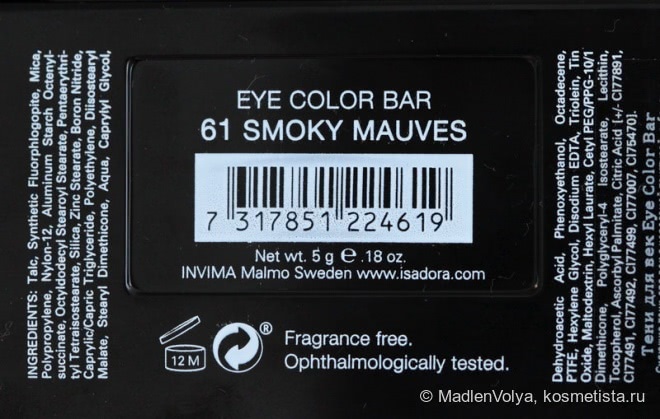 INGREDIENTS: Talc, Synthetic Fluorphlogopite, Mica,
Polypropylene, Nylon-12, Aluminum Starch Octenyl-
succinate, Octyldodecyl Stearoyl Stearate, Pentaerythri-
tyl Tetraisostearate, Silica, Zinc Stearate, Boron Nitride,
Caprylic/Capric Triglyceride, Polyethylene, Diisostearyl
Malate, Stearyl Dimethicone, Aqua, Caprylyl Glycol,
EYE COLOR BAR
61 SMOKY MAUVES
7 317851 224619
Net wt. 5 g ℮ .18 oz.
INVIMA Malmo Sweden www.isadora.com
12 M
®
Fragrance free.
Ophthalmologically tested.
Dehydroacetic Acid, Phenoxyethanol, Octadecene,
PTFE, Hexylene Glycol, Disodium EDTA, Triolein, Tin
Oxide, Maltodextrin, Hexyl Laurate, Cetyl PEG/PPG-10/1
Dimethicone, Polyglyceryl-4 Isostearate, Lecithin,
Tocopherol, Ascorbyl Palmitate, Citric Acid [+/- CI77891,
CI77491, CI77492, CI77499, CI77007, CI75470].
Тени для век Eye Color Bar
© MadlenVolya, kosmetista.ru